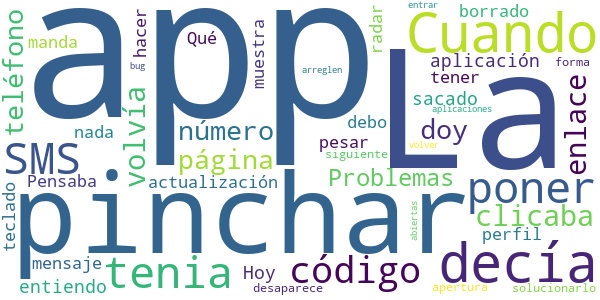 app
La
pinchar
Cuando
decía
poner
tenia
código
SMS
clicaba
doy
Problemas
página
número
volvía
enlace
teléfono
entrar
borrado
radar
manda
hacer
Qué
muestra
aplicación
forma
bug
arreglen
tener
sacado
aplicaciones
nada
debo
pesar
volver
siguiente
Pensaba
actualización
teclado
perfil
abiertas
mensaje
Hoy
entiendo
desaparece
apertura
solucionarlo